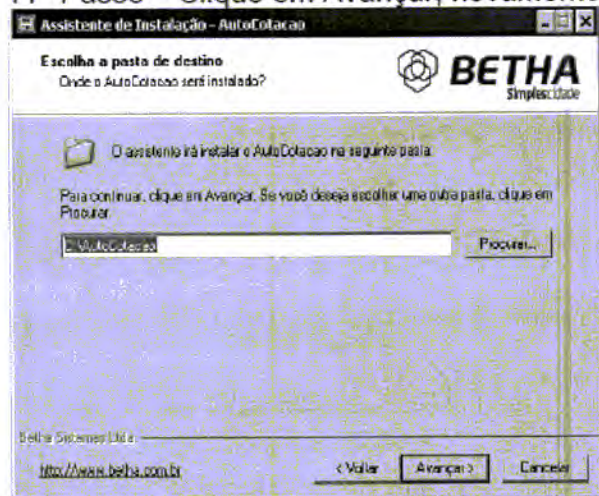 Passo - Clique em Avançar, novamente
Assistente de Instalação - AutoCotacao
Escolha a pasta de destino
Onde o AutoCotacao será instalado?
BETHA
Simplescidade
O assistente irá instalar o AutoCotacao na seguinte pasta.
Para continuar, clique em Avançar. Se você deseja escolher uma outra pasta, clique em
Procurar.
AutoCotacao
Procurar...
Betha Sistemas Ltda
http://www.betha.com.br
< Voltar
Avançar >
Cancelar